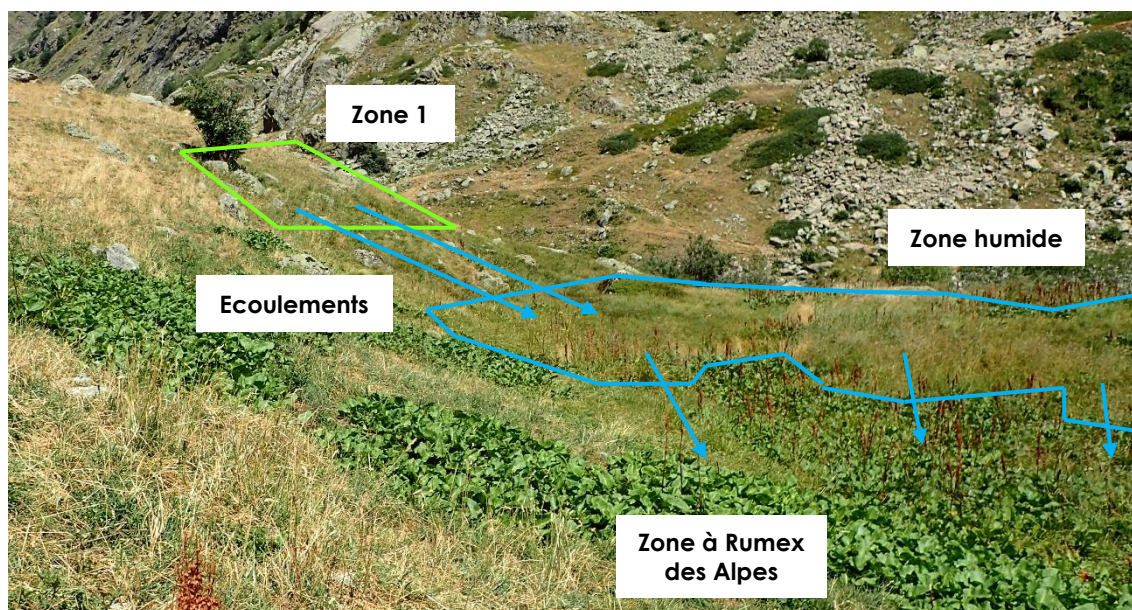 Zone 1
Zone humide
Ecoulements
Zone à Rumex
des Alpes